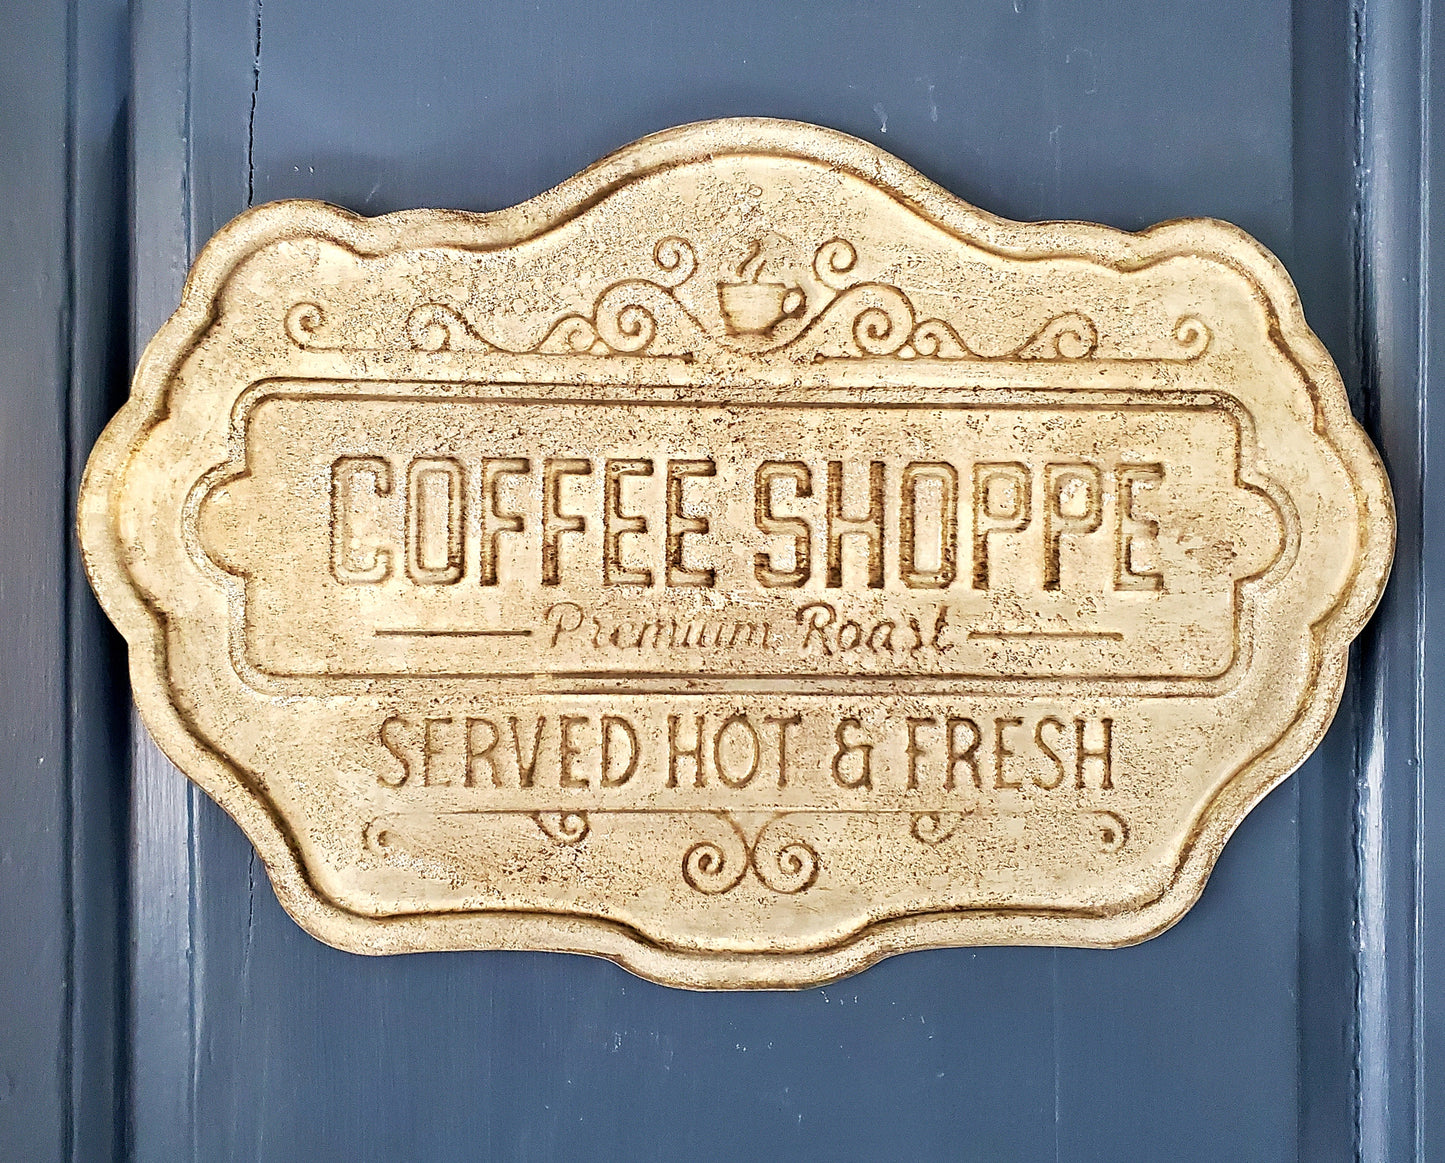 COFFEE SHOPPE
Premium Roast
SERVED HOT & FRESH